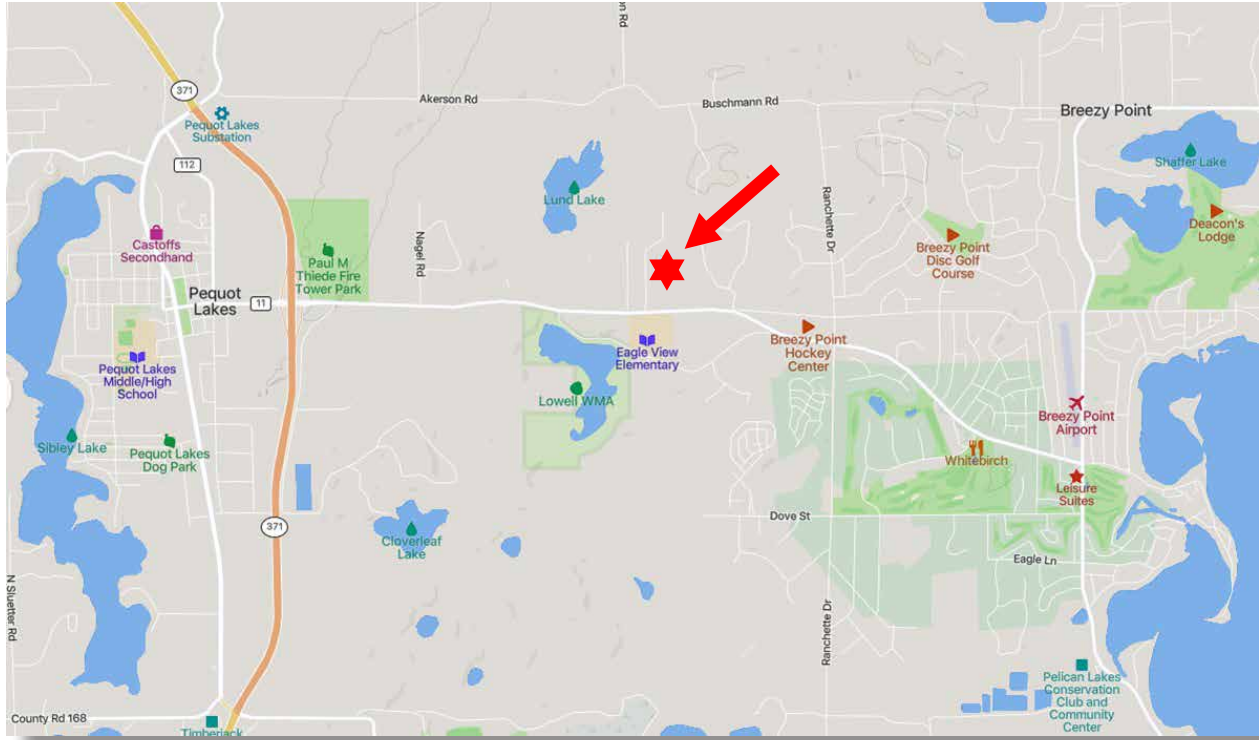 on Rd
371
Akerson Rd
Buschmann Rd
Breezy Point
Pequot Lakes
Substation
112
Shaffer Lake
Lund Lake
Ranchette Dr
Castoffs
Secondhand
Nagel Rd
Paul M
Thiede Fire
Tower Park
Breezy Point
Disc Golf
Course
Deacon's
Lodge
Pequot
Lakes
11
Pequot Lakes
Middle/High
School
Eagle View
Elementary
Breezy Point
Hockey
Center
Lowell WMA
Breezy Point
Airport
Sibley Lake
Pequot Lakes
Dog Park
Whitebirch
Leisure
Suites
371
Cloverleaf
Lake
Dove St
Eagle Ln
N Sluetter Rd
Ranchette Dr
Pelican Lakes
Conservation
Club and
Community
Center
County Rd 168
Timberjack